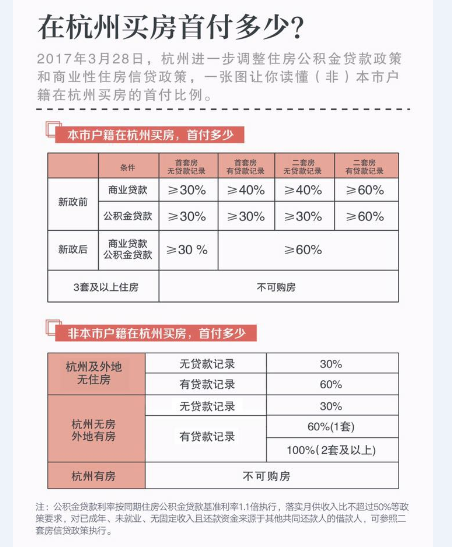 在杭州买房首付多少?
2017年3月28日，杭州进一步调整住房公积金贷款政策
和商业性住房信贷政策，一张图让你读懂（非）本市户
籍在杭州买房的首付比例。
本市户籍在杭州买房，首付多少
条件 首套房 首套房 二套房 二套房
无贷款记录 有贷款记录 无贷款记录 有贷款记录
新政前 商业贷款 ≥30% ≥40% ≥40% ≥60%
公积金贷款 ≥30% ≥30% ≥30% ≥60%
新政后 商业贷款 ≥30 % ≥60%
公积金贷款
3套及以上住房 不可购房
非本市户籍在杭州买房，首付多少
杭州及外地 无贷款记录 30%
无住房 有贷款记录 60%
杭州无房 无贷款记录 30%
外地有房 有贷款记录 60%(1套)
100%(2套及以上)
杭州有房 不可购房
注：公积金贷款利率按同期住房公积金贷款基准利率1.1倍执行，落实月供收入比不超过50%等政
策要求，对已成年、未就业、无固定收入且还款资金来源于其他共同还款人的借款人，可参照二
套房信贷政策执行。